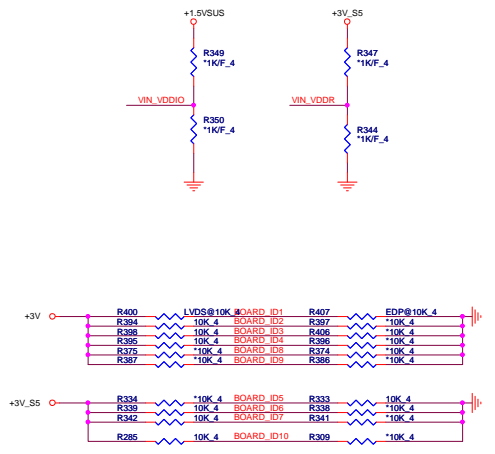 +1.5VSUS +3V_S5
R349 R347
*1K/F_4 *1K/F_4
VIN_VDDIO VIN_VDDR
R350 R344
*1K/F_4 *1K/F_4
+3V R400 LVDS@10K_4 BOARD_ID1 R407 EDP@10K_4
R394 10K_4 BOARD_ID2 R397 *10K_4
R398 10K_4 BOARD_ID3 R406 *10K_4
R395 10K_4 BOARD_ID4 R396 *10K_4
R375 *10K_4 BOARD_ID8 R374 *10K_4
R387 *10K_4 BOARD_ID9 R386 *10K_4
+3V_S5 R334 *10K_4 BOARD_ID5 R333 10K_4
R339 10K_4 BOARD_ID6 R338 *10K_4
R342 *10K_4 BOARD_ID7 R341 *10K_4
R285 10K_4 BOARD_ID10 R309 *10K_4